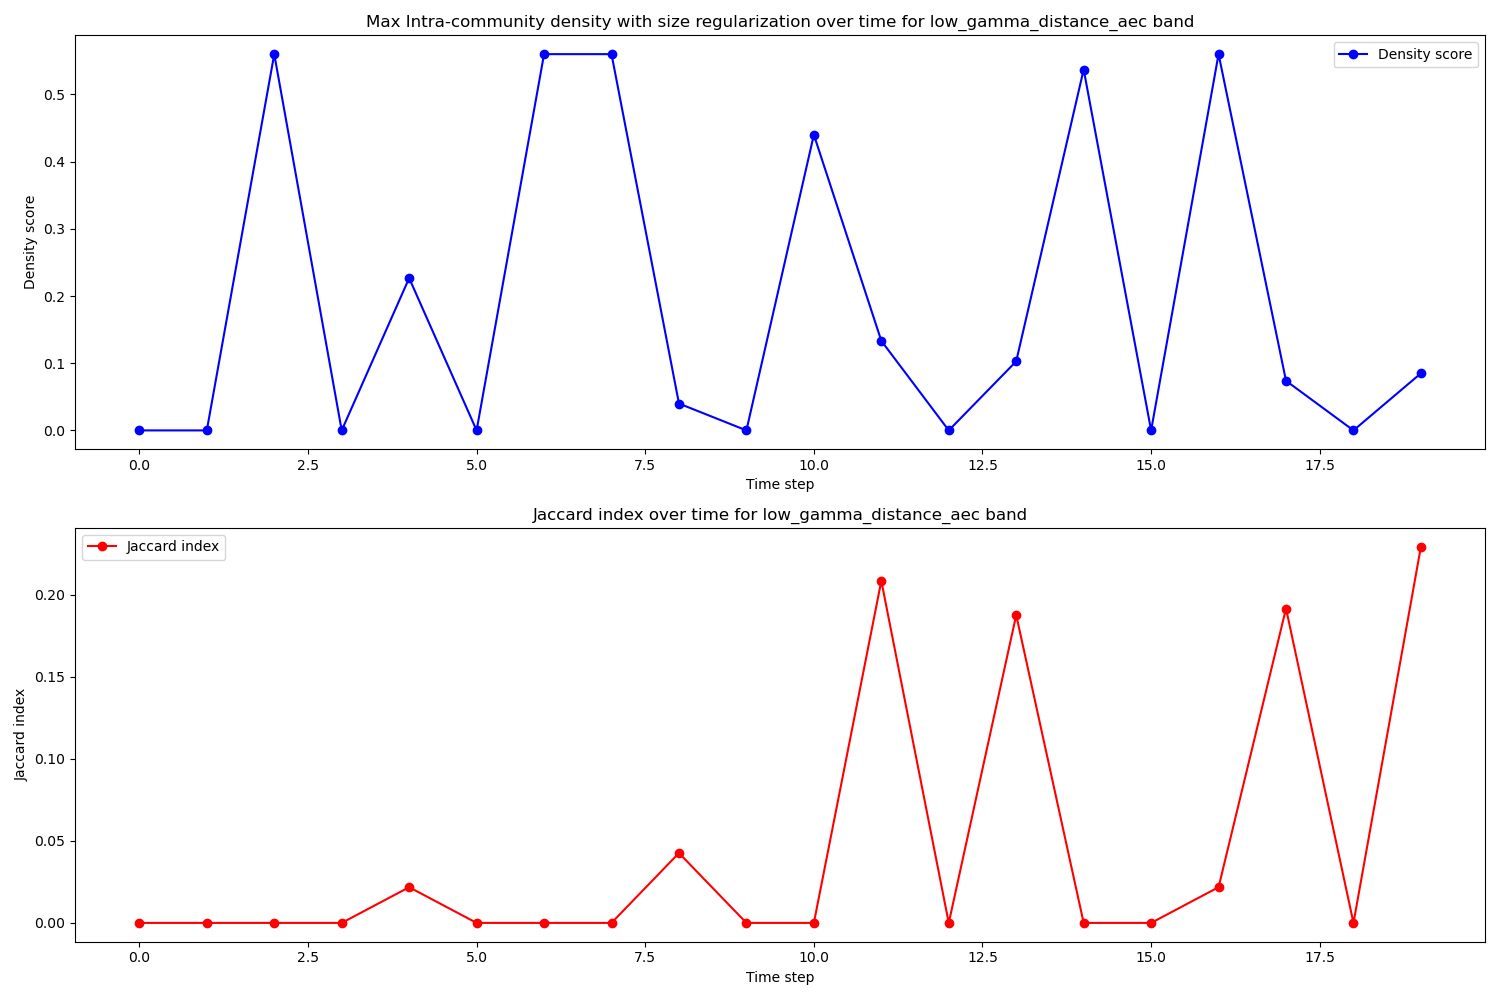 Max Intra-community density with size regularization over time for low_gamma_distance_aec band
Density score
Density score
0.5
0.4
0.3
0.2
0.1
0.0
0.0 2.5 5.0 7.5 10.0 12.5 15.0 17.5
Time step
Jaccard index over time for low_gamma_distance_aec band
Jaccard index
Jaccard index
0.20
0.15
0.10
0.05
0.00
0.0 2.5 5.0 7.5 10.0 12.5 15.0 17.5
Time step